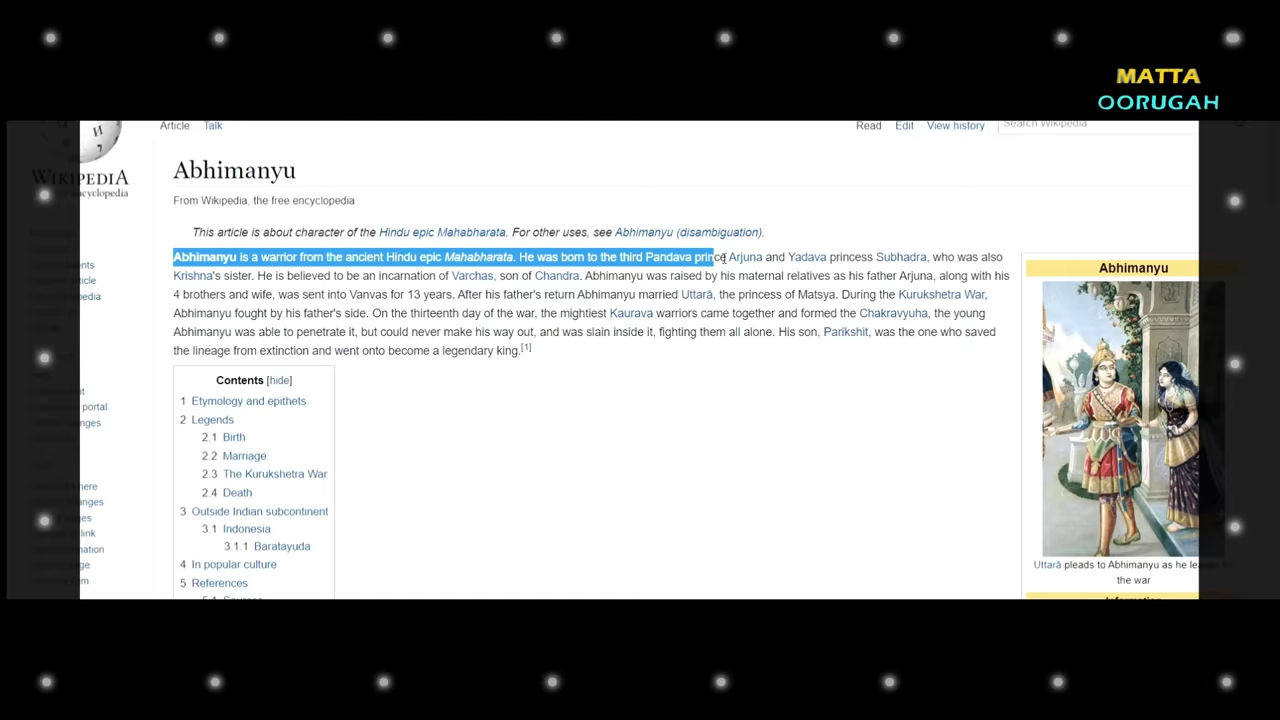 MATTA
OORUGAH
Article Talk Read Edit View history Search Wikipedia
WIKIPEDIA
Abhimanyu
From Wikipedia, the free encyclopedia
This article is about character of the Hindu epic Mahabharata. For other uses, see Abhimanyu (disambiguation).
Abhimanyu is a warrior from the ancient Hindu epic Mahabharata. He was born to the third Pandava prince Arjuna and Yadava princess Subhadra, who was also
Krishna's sister. He is believed to be an incarnation of Varchas, son of Chandra. Abhimanyu was raised by his maternal relatives as his father Arjuna, along with his
4 brothers and wife, was sent into Vanvas for 13 years. After his father's return Abhimanyu married Uttarā, the princess of Matsya. During the Kurukshetra War,
Abhimanyu fought by his father's side. On the thirteenth day of the war, the mightiest Kaurava warriors came together and formed the Chakravyuha, the young
Abhimanyu was able to penetrate it, but could never make his way out, and was slain inside it, fighting them all alone. His son, Parikshit, was the one who saved
the lineage from extinction and went onto become a legendary king.[1]
Contents [hide]
1 Etymology and epithets
2 Legends
2.1 Birth
2.2 Marriage
2.3 The Kurukshetra War
2.4 Death
3 Outside Indian subcontinent
3.1 Indonesia
3.1.1 Baratayuda
4 In popular culture
5 References
Abhimanyu
Uttarā pleads to Abhimanyu as he
the war